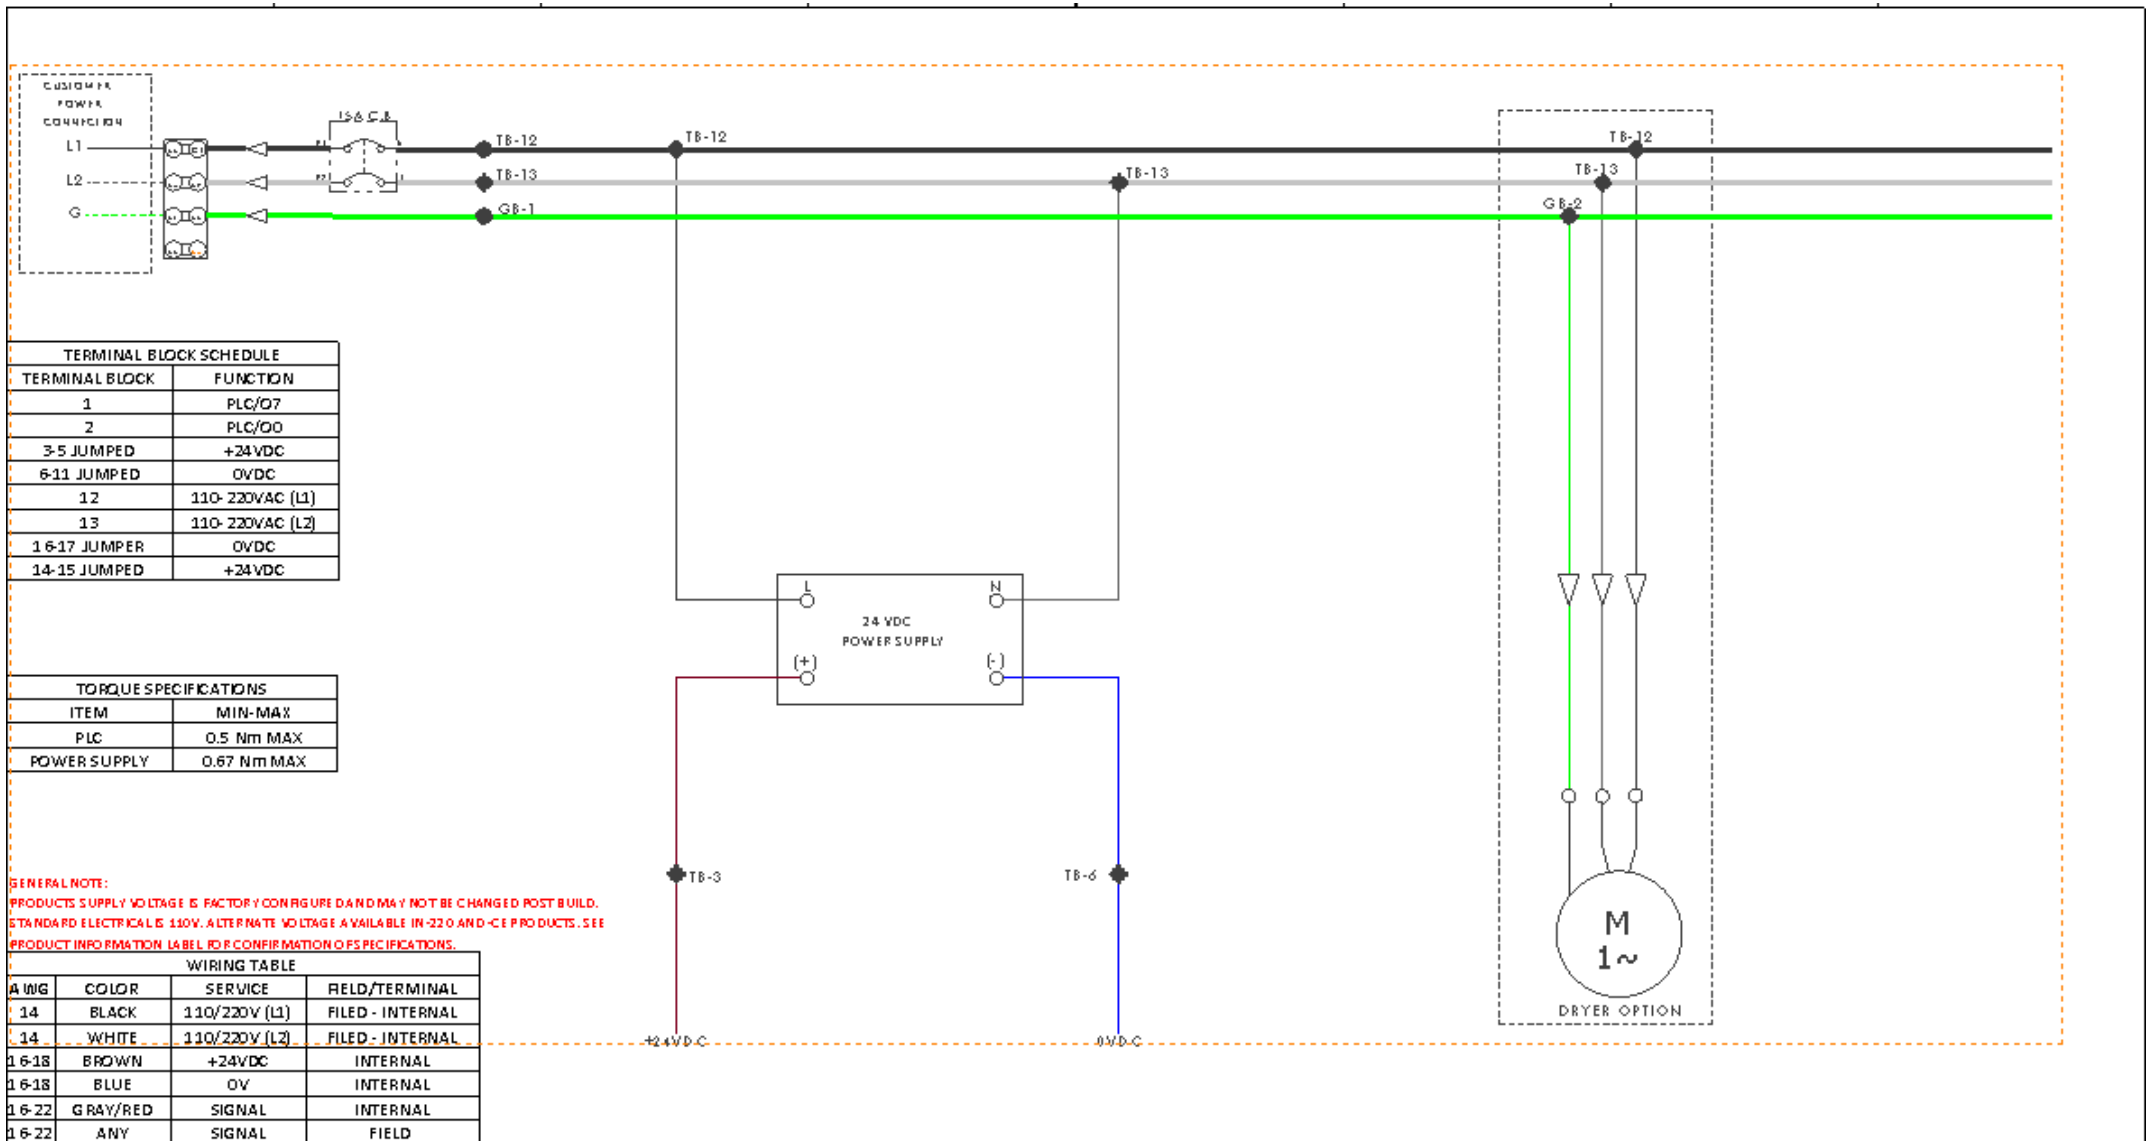 CUSTOMER
POWER
CONNECTION
L1
L2
G
15A C.B.
TB-12
TB-13
GB-1
TB-12
TB-13
TB-12
TB-13
GB-2
TERMINAL BLOCK SCHEDULE
TERMINAL BLOCK FUNCTION
1 PLC/O7
2 PLC/O0
3-5 JUMPED +24VDC
6-11 JUMPED 0VDC
12 110-220VAC (L1)
13 110-220VAC (L2)
16-17 JUMPER 0VDC
14-15 JUMPED +24VDC
L N
24 VDC
POWER SUPPLY
(+) (-)
TORQUE SPECIFICATIONS
ITEM MIN-MAX
PLC 0.5 Nm MAX
POWER SUPPLY 0.67 Nm MAX
TB-3
TB-6
+24VDC
0VDC
M
1~
DRYER OPTION
GENERAL NOTE:
PRODUCTS SUPPLY VOLTAGE IS FACTORY CONFIGURED AND MAY NOT BE CHANGED POST BUILD.
STANDARD ELECTRICAL IS 110V. ALTERNATE VOLTAGE AVAILABLE IN -220 AND -CE PRODUCTS. SEE
PRODUCT INFORMATION LABEL FOR CONFIRMATION OF SPECIFICATIONS.
WIRING TABLE
AWG COLOR SERVICE FIELD/TERMINAL
14 BLACK 110/220V (L1) FILED - INTERNAL
14 WHITE 110/220V (L2) FILED - INTERNAL
16-18 BROWN +24VDC INTERNAL
16-18 BLUE 0V INTERNAL
16-22 GRAY/RED SIGNAL INTERNAL
16-22 ANY SIGNAL FIELD